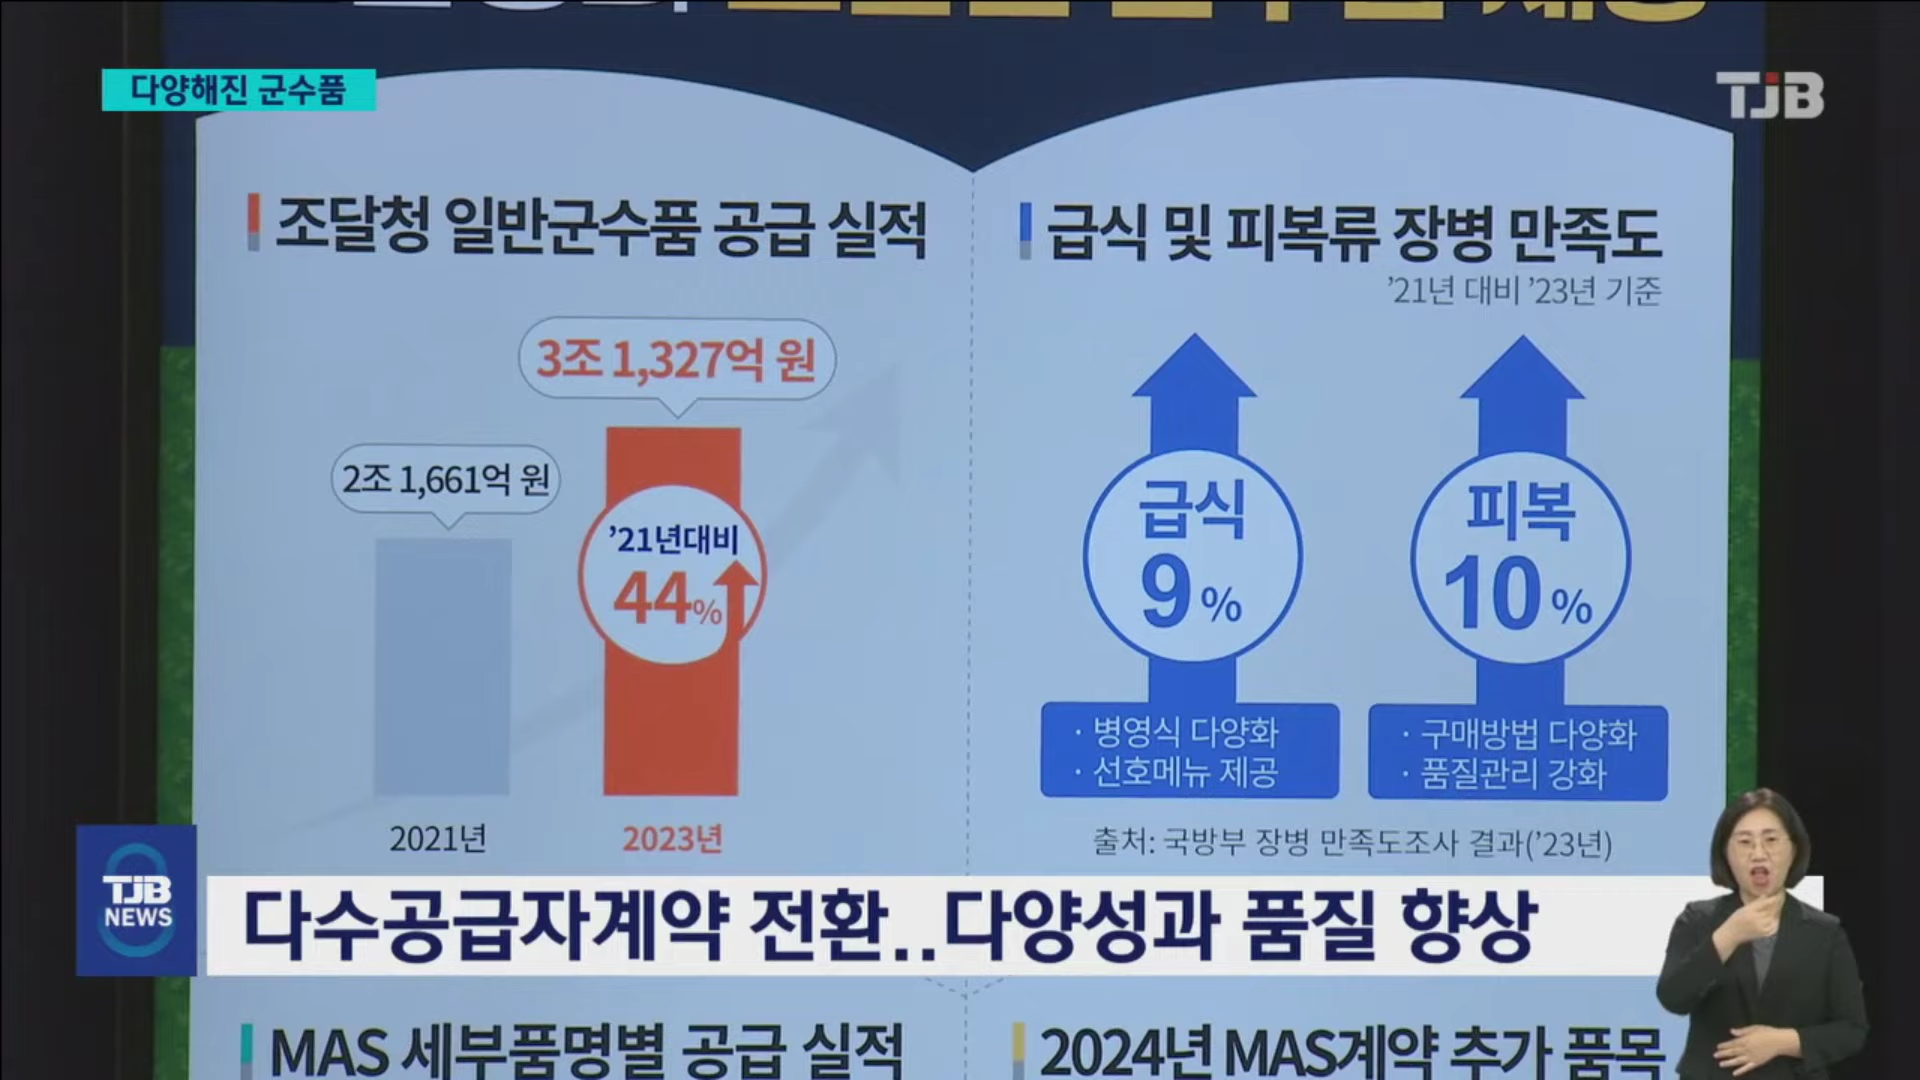 다양해진 군수품
TJB
조달청 일반군수품 공급 실적
3조 1,327억 원
2조 1,661억 원
’21년대비
44%
2021년
2023년
급식 및 피복류 장병 만족도
’21년 대비 ’23년 기준
급식
9%
· 병영식 다양화
· 선호메뉴 제공
피복
10%
· 구매방법 다양화
· 품질관리 강화
출처: 국방부 장병 만족도조사 결과(’23년)
TJB
NEWS
다수공급자계약 전환..다양성과 품질 향상
MAS 세부품명별 공급 실적
2024년 MAS계약 추가 품목